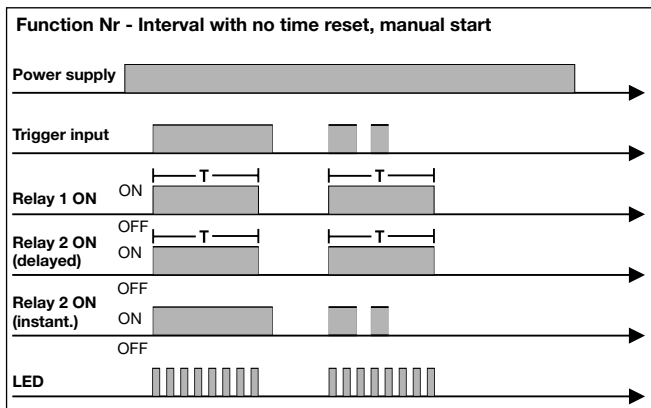 Function Nr - Interval with no time reset, manual start
Power supply
Trigger input
T T
Relay 1 ON ON
OFF
T T
Relay 2 ON
(delayed) ON
OFF
Relay 2 ON
(instant.) ON
OFF
LED